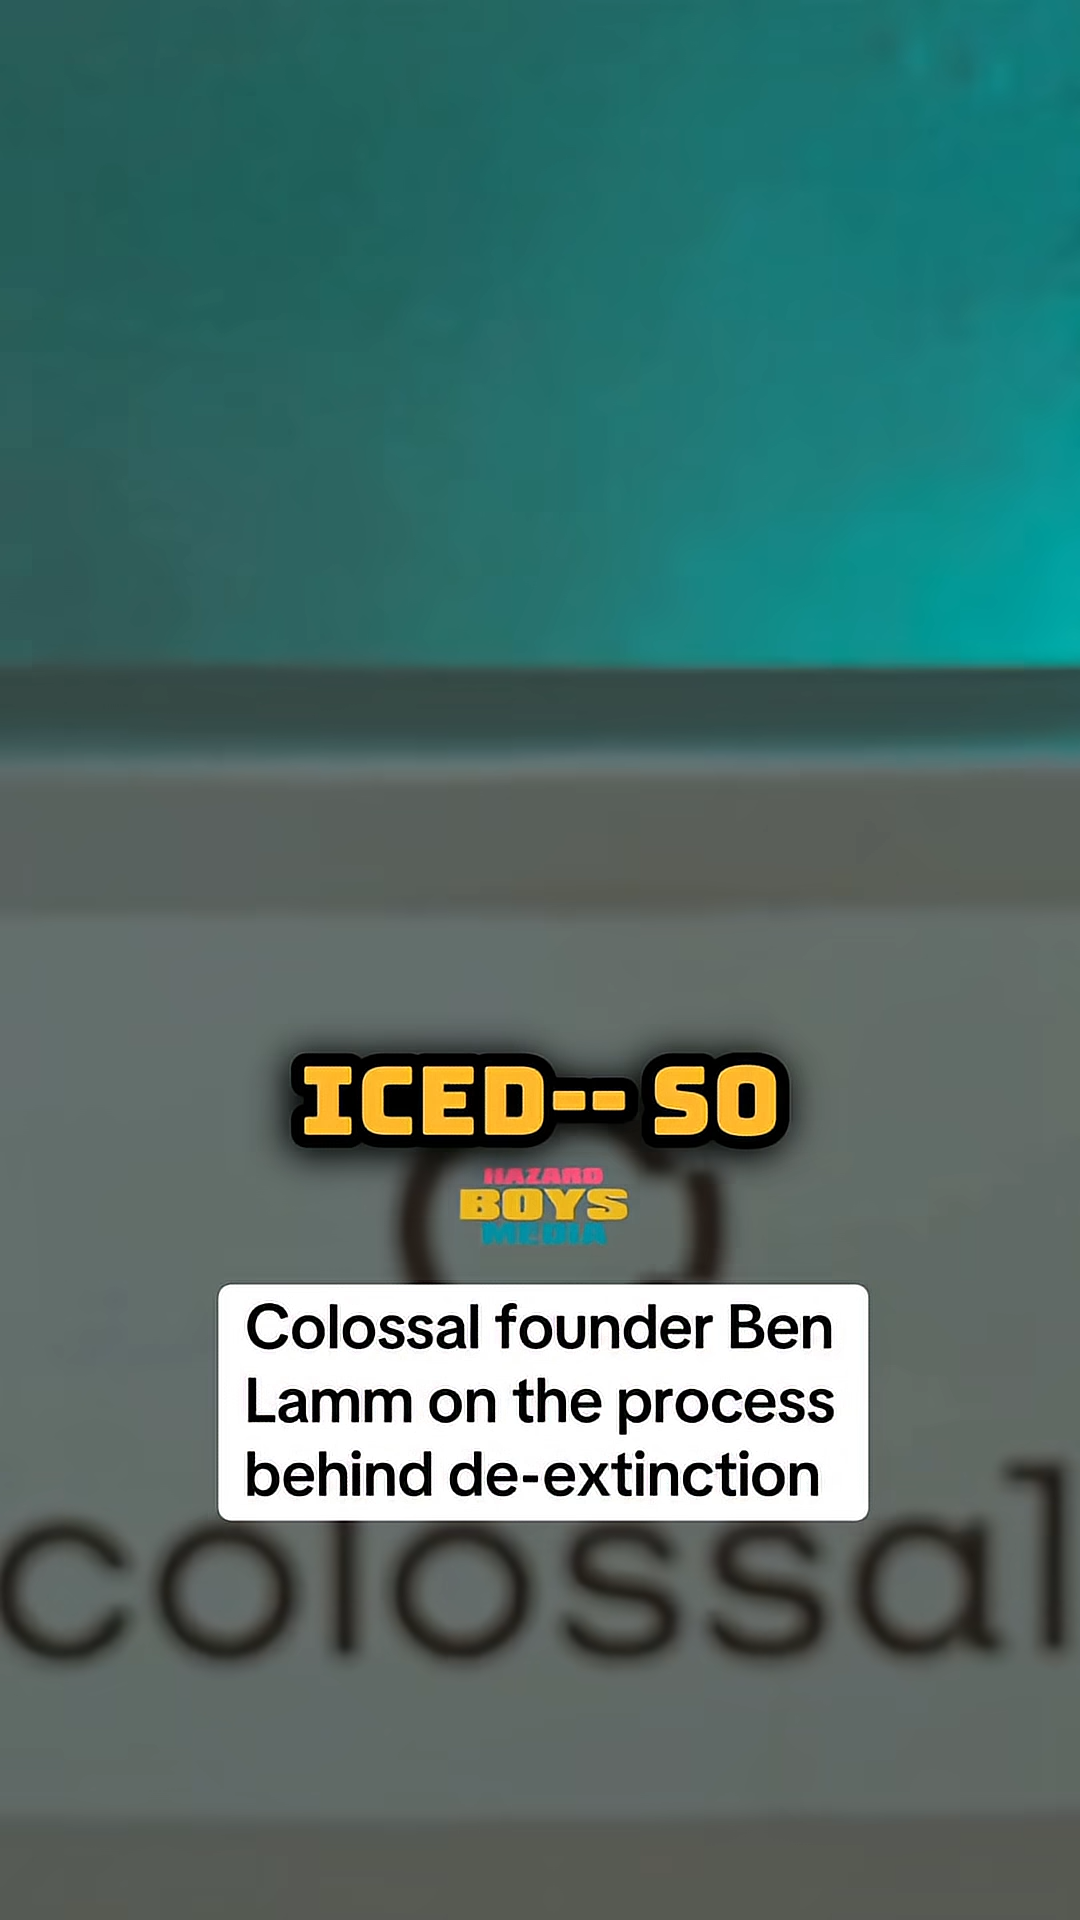 ICED-- SO
HAZARD
BOYS
MEDIA
Colossal founder Ben
Lamm on the process
behind de-extinction
colossal